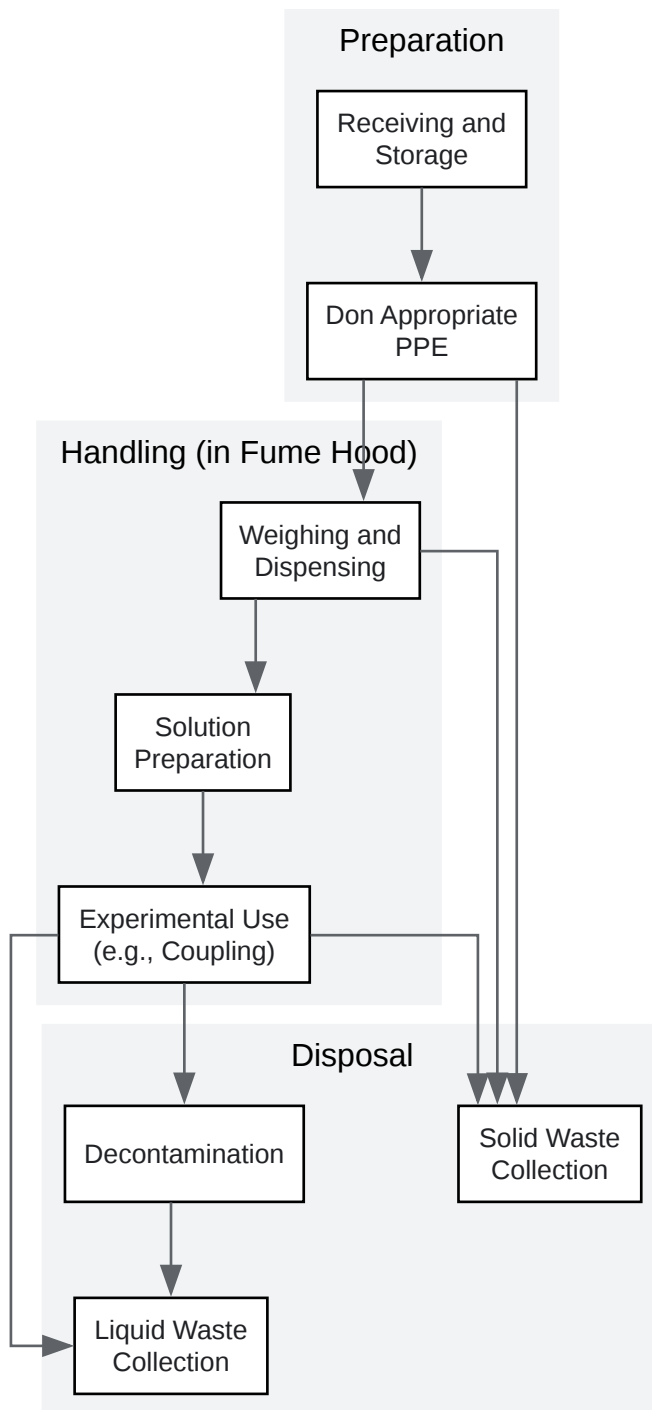 Preparation
Receiving and
Storage
Don Appropriate
PPE
Handling (in Fume Hood)
Weighing and
Dispensing
Solution
Preparation
Experimental Use
(e.g., Coupling)
Disposal
Decontamination
Solid Waste
Collection
Liquid Waste
Collection